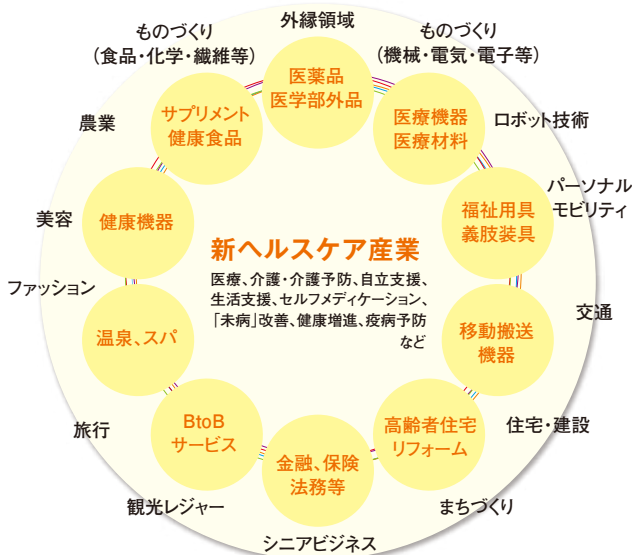 外縁領域
ものづくり
(食品・化学・繊維等)
ものづくり
(機械・電気・電子等)
医薬品
医学部外品
サプリメント
健康食品
医療機器
医療材料
農業
ロボット技術
パーソナル
モビリティ
美容
健康機器
福祉用具
義肢装具
新ヘルスケア産業
医療、介護・介護予防、自立支援、
生活支援、セルフメディケーション、
「未病」改善、健康増進、疫病予防
など
ファッション
交通
温泉、スパ
移動搬送
機器
旅行
BtoB
サービス
高齢者住宅
リフォーム
住宅・建設
金融、保険
法務等
観光レジャー
まちづくり
シニアビジネス